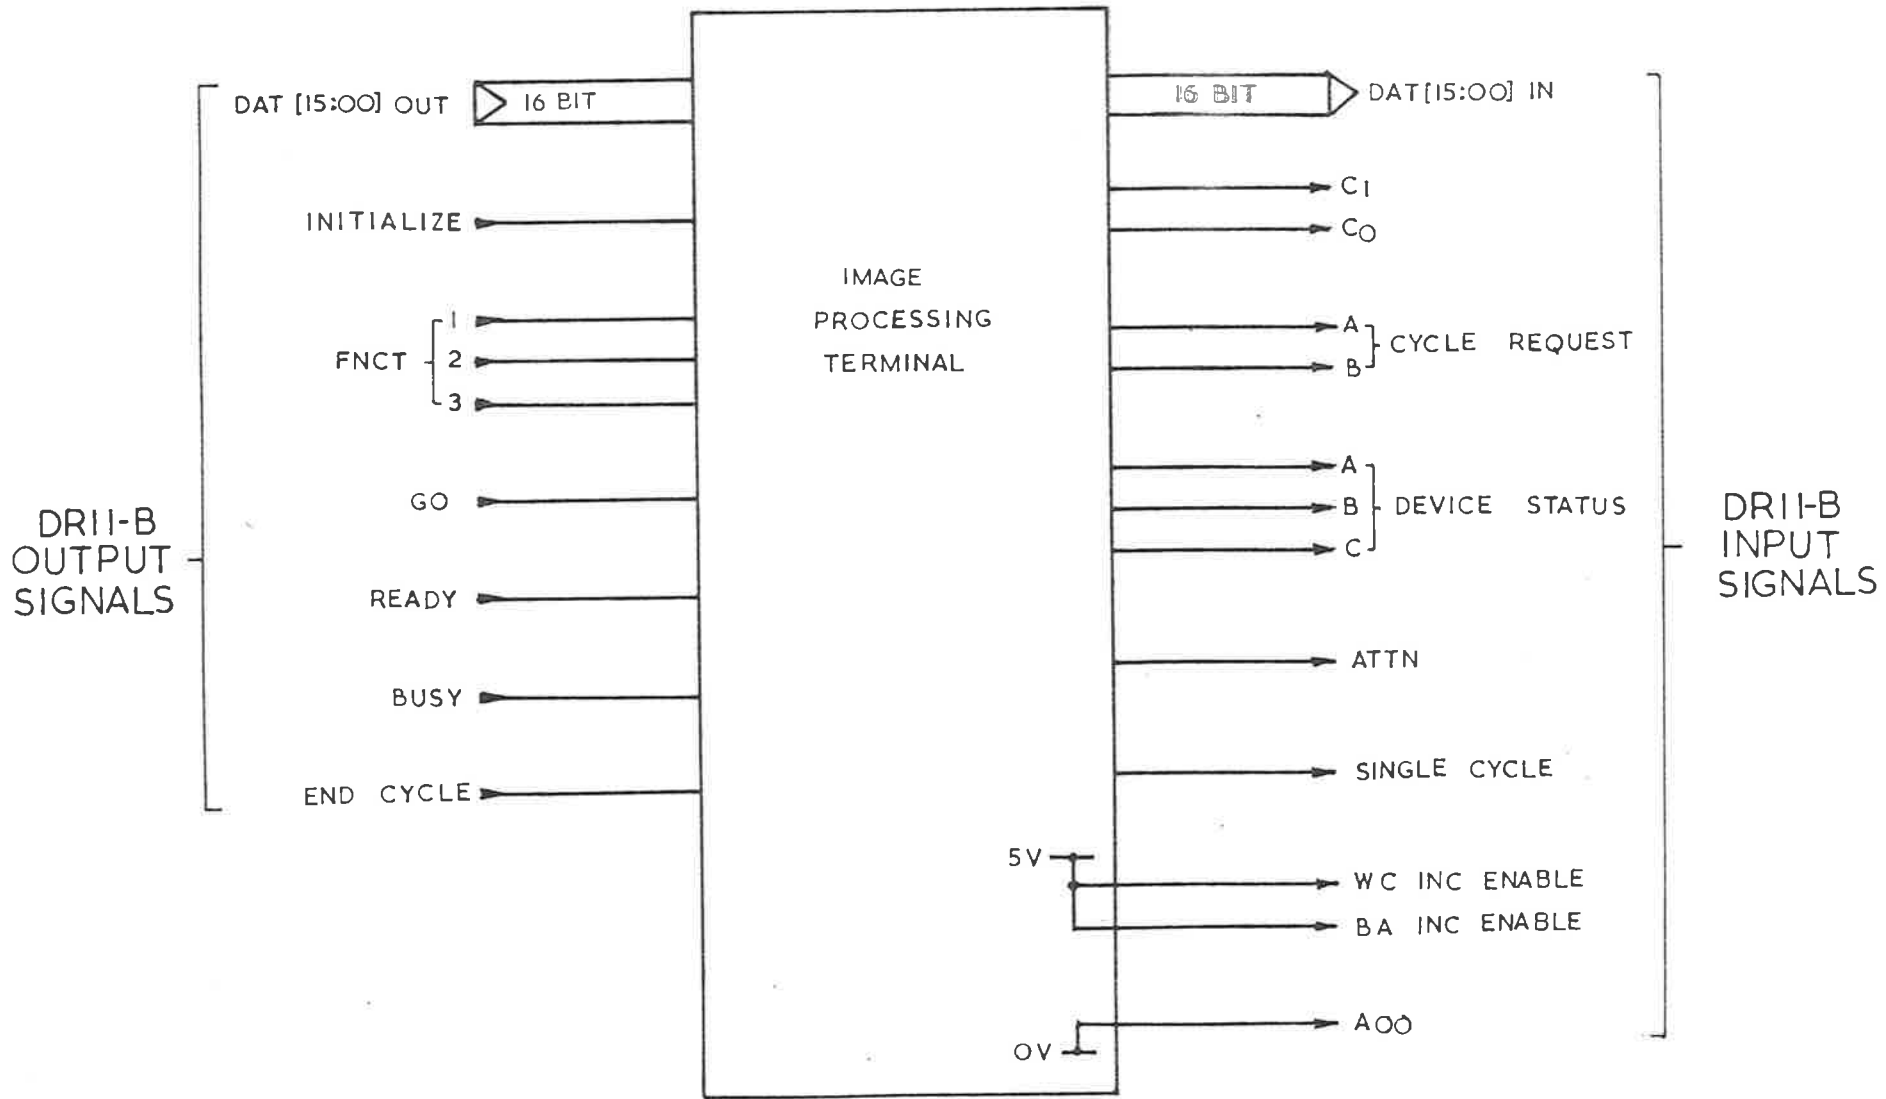 DAT [15:00] OUT
16 BIT
INITIALIZE
FNCT
1
2
3
GO
READY
BUSY
END CYCLE
DR11-B
OUTPUT
SIGNALS
IMAGE
PROCESSING
TERMINAL
5V
0V
16 BIT
DAT[15:00] IN
C1
C0
A
B
CYCLE REQUEST
A
B
C
DEVICE STATUS
ATTN
SINGLE CYCLE
WC INC ENABLE
BA INC ENABLE
A00
DR11-B
INPUT
SIGNALS